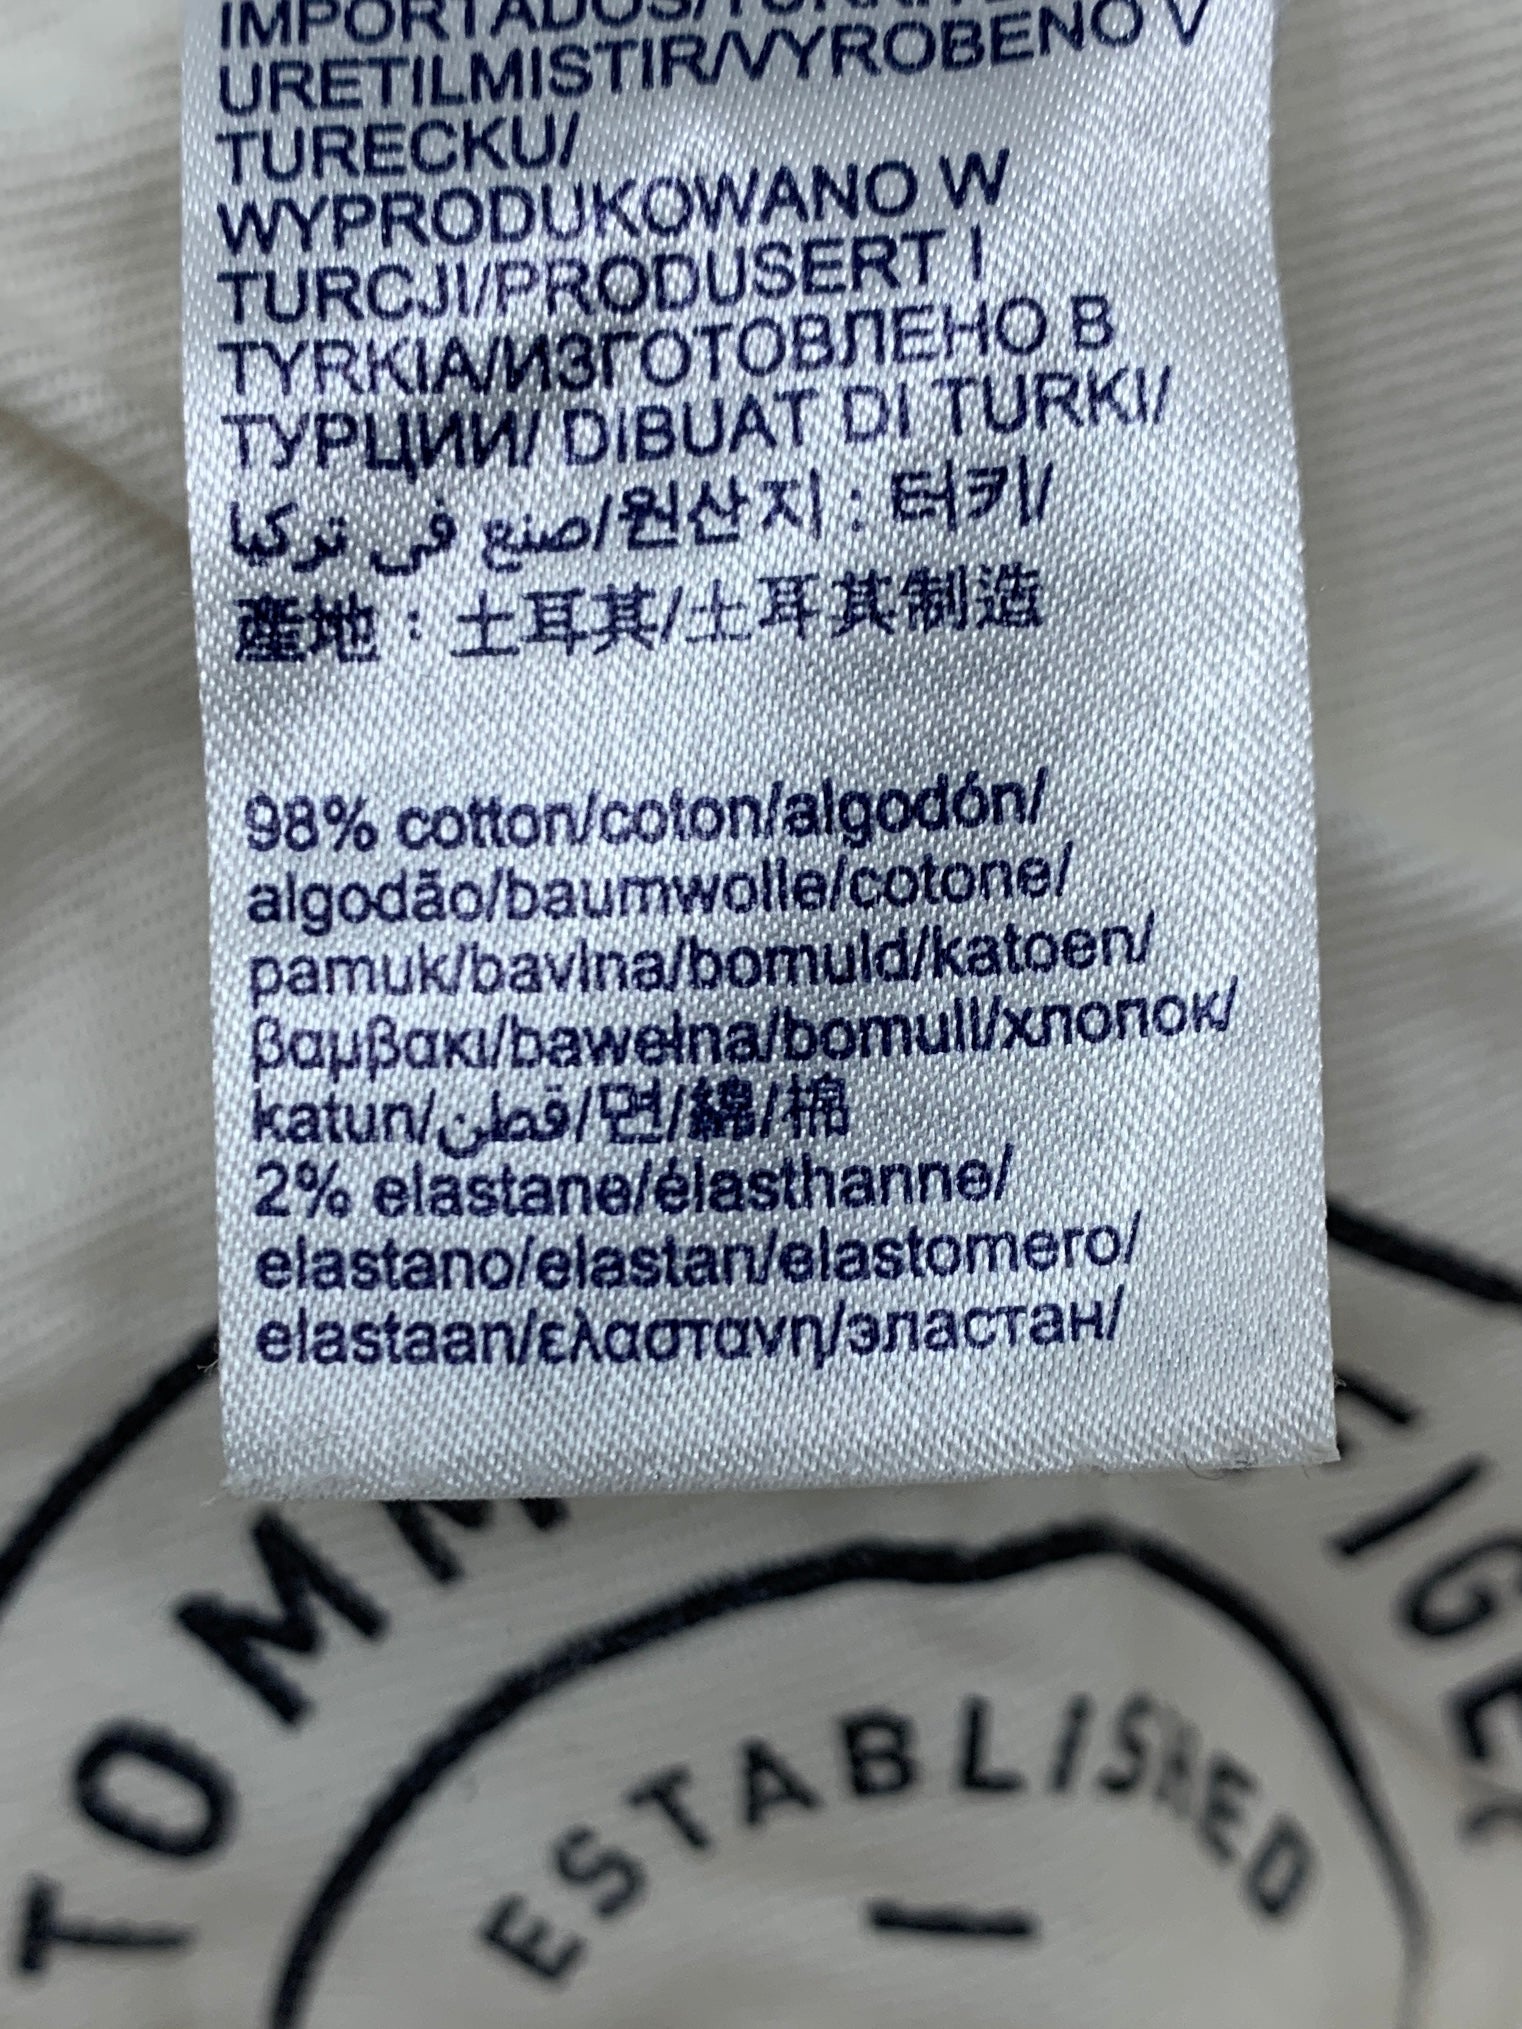 URETILMISTIR/VYROBENO V
TURECKU/
WYPRODUKOWANO W
TURCJI/PRODUSERT I
TYRKIA/ИЗГОТОВЛЕНО В
ТУРЦИИ/ DIBUAT DI TURKI/
صنع في تركيا/원산지 : 터키/
產地 : 土耳其/土耳其制造
98% cotton/coton/algodón/
algodão/baumwolle/cotone/
pamuk/bavlna/bomuld/katoen/
βαμβακι/bawełna/bomull/хлопок/
katun/قطن/면/綿/棉
2% elastane/élasthanne/
elastano/elastan/elastomero/
elastaan/ελαστανη/эластан/
TOMM
IGER
ESTABLISHED